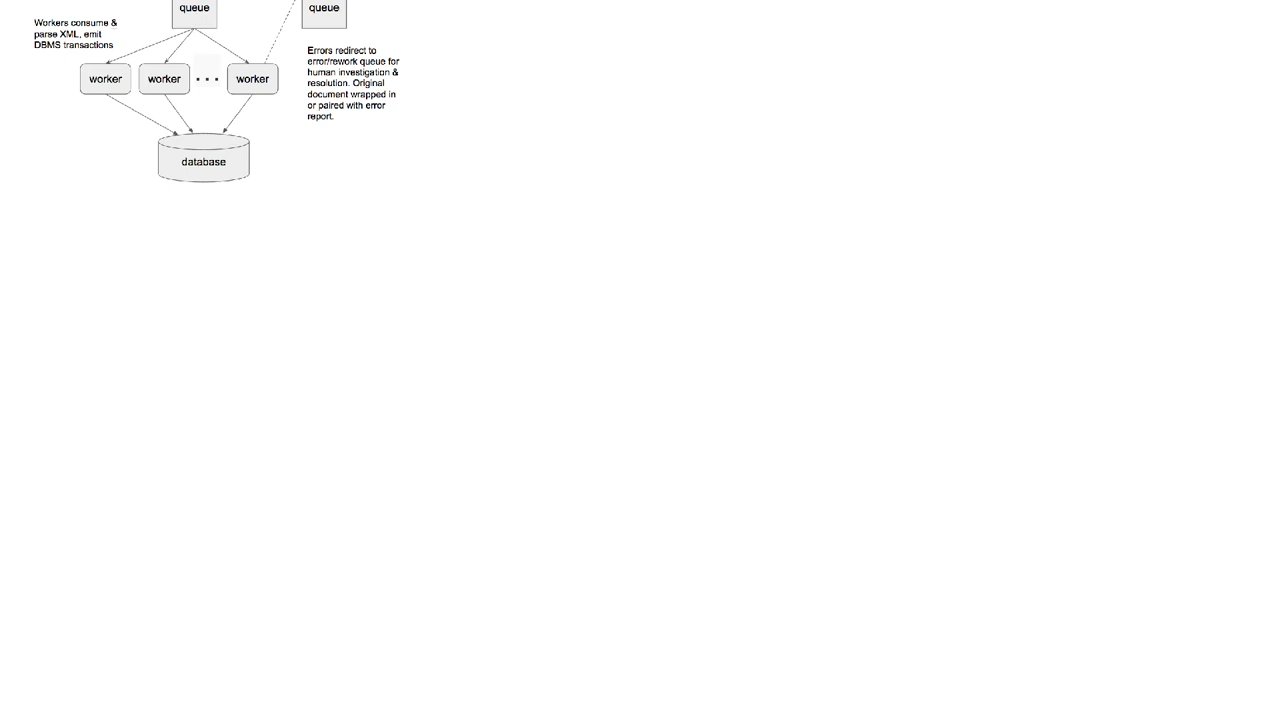 queue
queue
Workers consume &
parse XML, emit
DBMS transactions
Errors redirect to
error/rework queue for
human investigation &
resolution. Original
document wrapped in
or paired with error
report.
worker
worker
...
worker
database